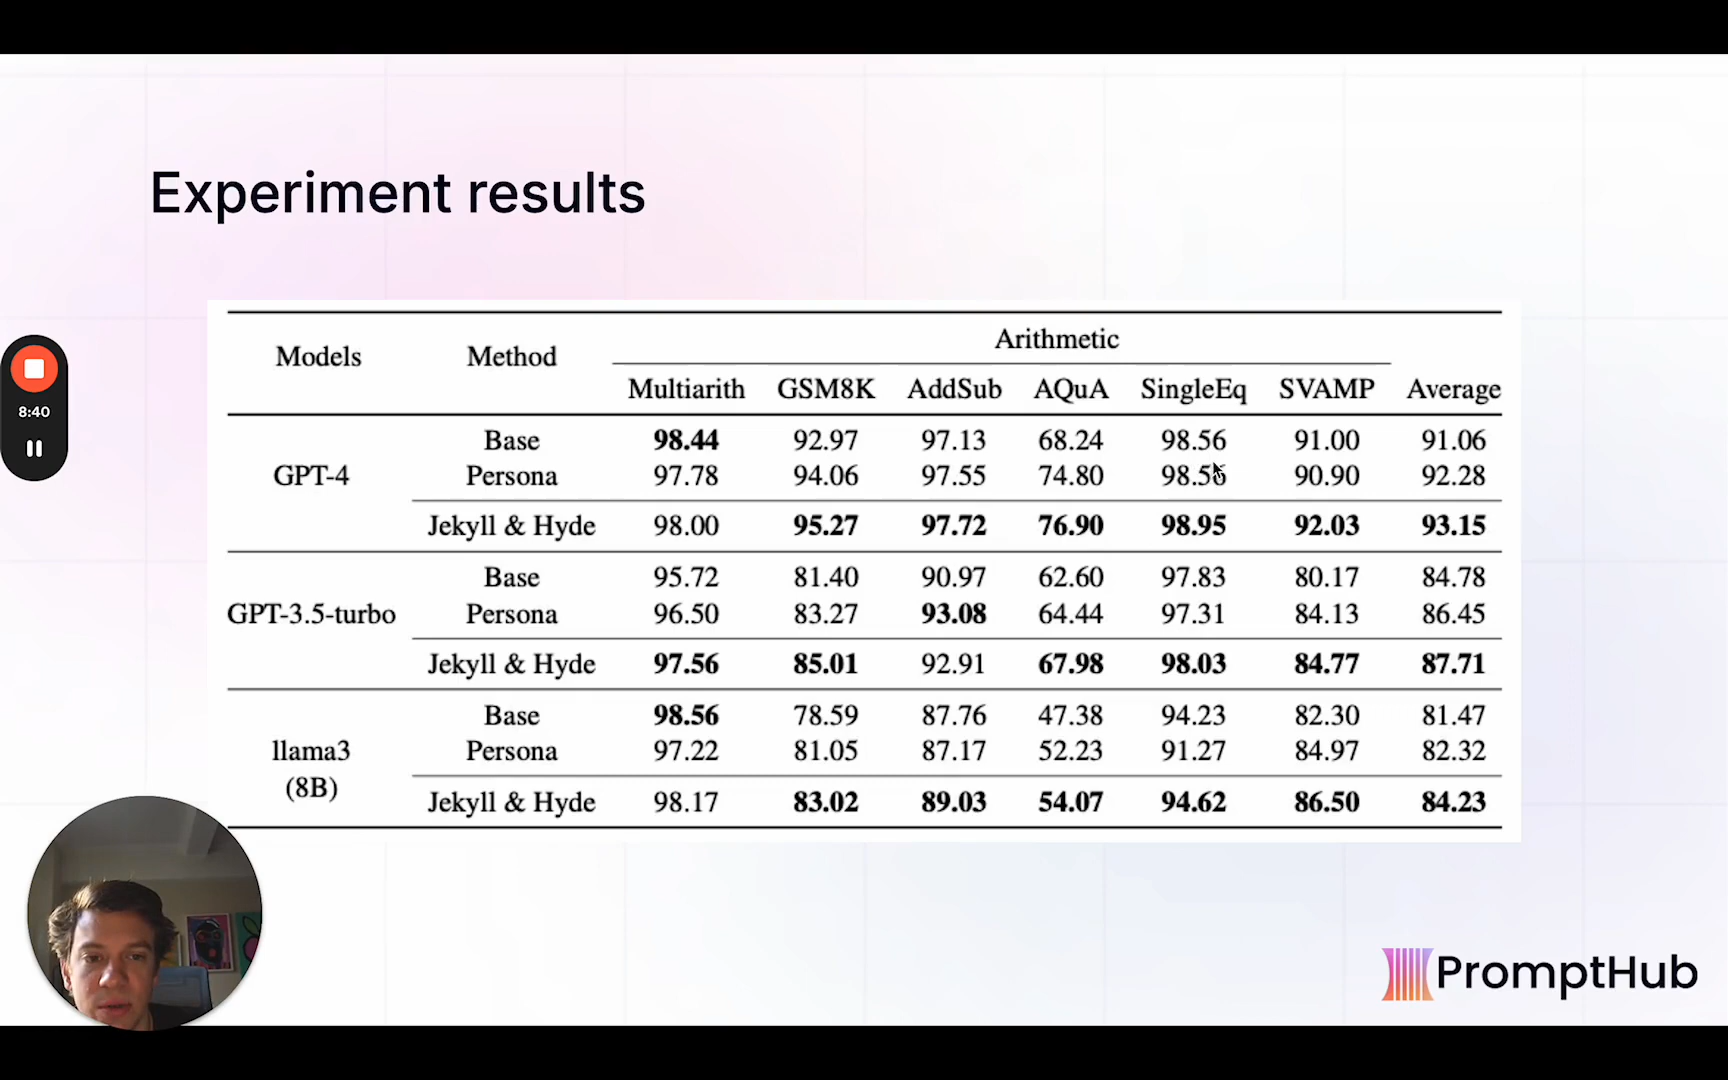 Experiment results
Models Method Arithmetic
Multiarith GSM8K AddSub AQuA SingleEq SVAMP Average
GPT-4 Base 98.44 92.97 97.13 68.24 98.56 91.00 91.06
Persona 97.78 94.06 97.55 74.80 98.56 90.90 92.28
Jekyll & Hyde 98.00 95.27 97.72 76.90 98.95 92.03 93.15
GPT-3.5-turbo Base 95.72 81.40 90.97 62.60 97.83 80.17 84.78
Persona 96.50 83.27 93.08 64.44 97.31 84.13 86.45
Jekyll & Hyde 97.56 85.01 92.91 67.98 98.03 84.77 87.71
llama3 (8B) Base 98.56 78.59 87.76 47.38 94.23 82.30 81.47
Persona 97.22 81.05 87.17 52.23 91.27 84.97 82.32
Jekyll & Hyde 98.17 83.02 89.03 54.07 94.62 86.50 84.23
8:40
PromptHub